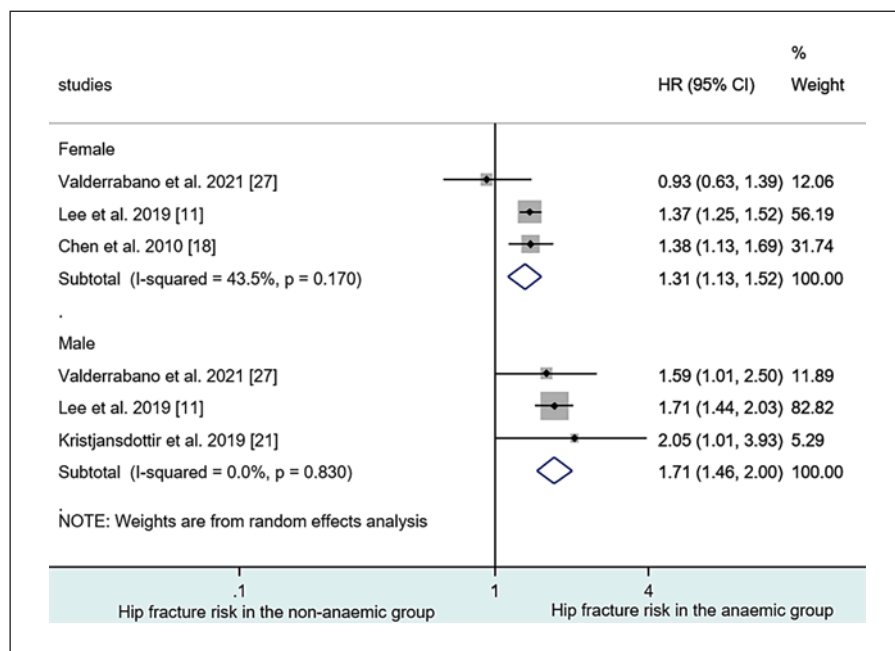 %
studies HR (95% CI) Weight
Female
Valderrabano et al. 2021 [27] 0.93 (0.63, 1.39) 12.06
Lee et al. 2019 [11] 1.37 (1.25, 1.52) 56.19
Chen et al. 2010 [18] 1.38 (1.13, 1.69) 31.74
Subtotal (I-squared = 43.5%, p = 0.170) 1.31 (1.13, 1.52) 100.00
.
Male
Valderrabano et al. 2021 [27] 1.59 (1.01, 2.50) 11.89
Lee et al. 2019 [11] 1.71 (1.44, 2.03) 82.82
Kristjansdottir et al. 2019 [21] 2.05 (1.01, 3.93) 5.29
Subtotal (I-squared = 0.0%, p = 0.830) 1.71 (1.46, 2.00) 100.00
.
NOTE: Weights are from random effects analysis
.1 1 4
Hip fracture risk in the non-anaemic group Hip fracture risk in the anaemic group